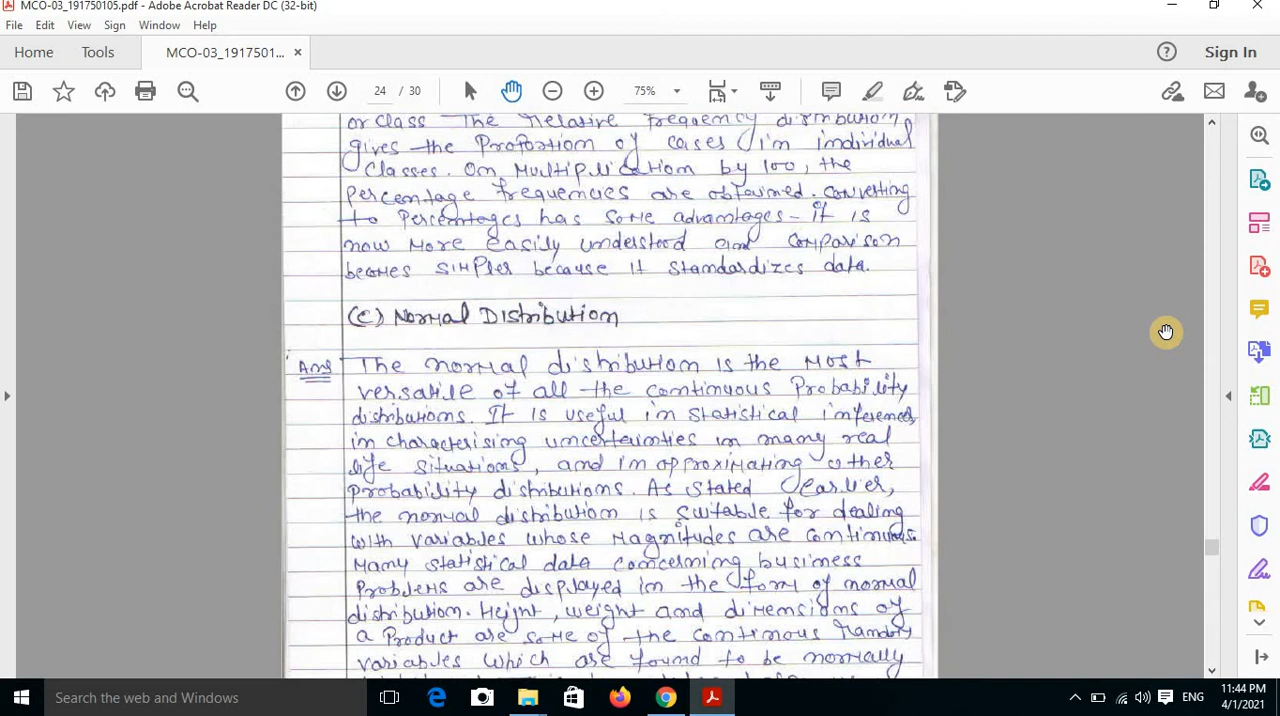 MCO-03_191750105.pdf - Adobe Acrobat Reader DC (32-bit)
File Edit View Sign Window Help
Home Tools MCO-03_1917501... × Sign In
24 / 30 75%
or class The Relative frequency distribution,
gives the Proportion of cases in individual
Classes. On Multiplication by 100, the
Percentage frequencies are obtained. converting
to Percentages has some advantages - it is
now More easily understood and comparison
becomes simpler because it standardizes data.
(C) Normal Distribution
Ans The normal distribution is the Most
versatile of all the continuous Probability
distributions. It is useful in statistical inferences,
in characterising uncertainties in many real
life situations, and in approximating other
probability distributions. As stated earlier,
the normal distribution is suitable for dealing
with variables whose Magnitudes are continuous.
Many statistical data concerning business
Problems are displayed in the form of normal
distribution. Height, weight and dimensions of
a Product are some of the continous random
variables which are found to be normally
Search the web and Windows ENG 11:44 PM
4/1/2021